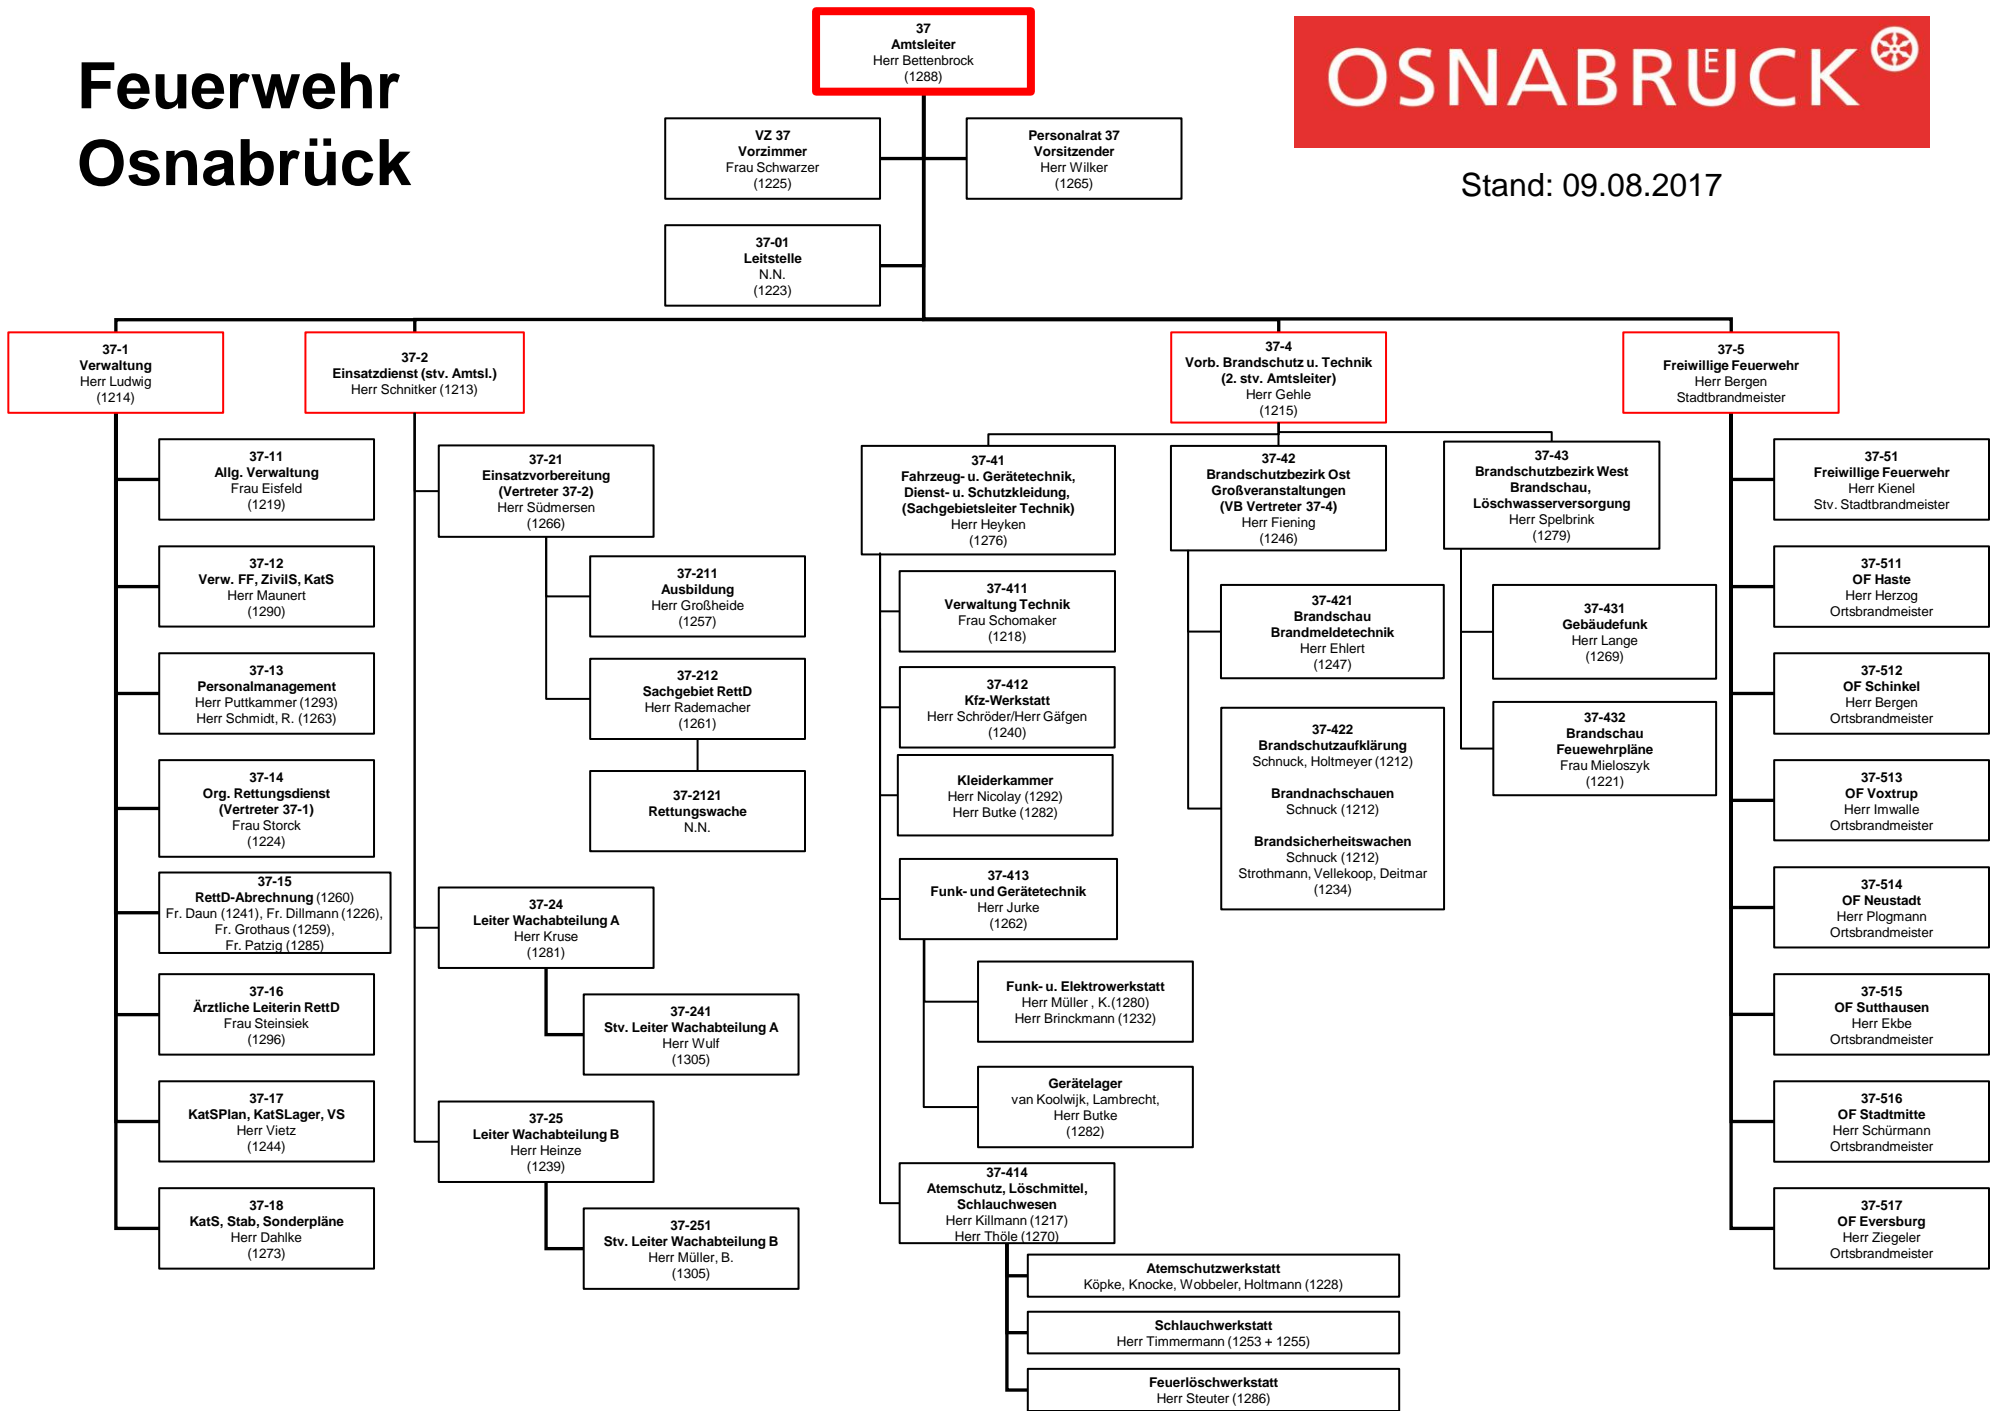 Feuerwehr
Osnabrück
37
Amtsleiter
Herr Bettenbrock
(1288)
OSNABRUECK
Stand: 09.08.2017
VZ 37
Vorzimmer
Frau Schwarzer
(1225)
Personalrat 37
Vorsitzender
Herr Wilker
(1265)
37-01
Leitstelle
N.N.
(1223)
37-1
Verwaltung
Herr Ludwig
(1214)
37-11
Allg. Verwaltung
Frau Eisfeld
(1219)
37-12
Verw. FF, ZivilS, KatS
Herr Maunert
(1290)
37-13
Personalmanagement
Herr Puttkammer (1293)
Herr Schmidt, R. (1263)
37-14
Org. Rettungsdienst
(Vertreter 37-1)
Frau Storck
(1224)
37-15
RettD-Abrechnung (1260)
Fr. Daun (1241), Fr. Dillmann (1226),
Fr. Grothaus (1259),
Fr. Patzig (1285)
37-16
Ärztliche Leiterin RettD
Frau Steinsiek
(1296)
37-17
KatSPlan, KatSLager, VS
Herr Vietz
(1244)
37-18
KatS, Stab, Sonderpläne
Herr Dahlke
(1273)
37-2
Einsatzdienst (stv. Amtsl.)
Herr Schnitker (1213)
37-21
Einsatzvorbereitung
(Vertreter 37-2)
Herr Südmersen
(1266)
37-211
Ausbildung
Herr Großheide
(1257)
37-212
Sachgebiet RettD
Herr Rademacher
(1261)
37-2121
Rettungswache
N.N.
37-24
Leiter Wachabteilung A
Herr Kruse
(1281)
37-241
Stv. Leiter Wachabteilung A
Herr Wulf
(1305)
37-25
Leiter Wachabteilung B
Herr Heinze
(1239)
37-251
Stv. Leiter Wachabteilung B
Herr Müller, B.
(1305)
37-4
Vorb. Brandschutz u. Technik
(2. stv. Amtsleiter)
Herr Gehle
(1215)
37-41
Fahrzeug- u. Gerätetechnik,
Dienst- u. Schutzkleidung,
(Sachgebietsleiter Technik)
Herr Heyken
(1276)
37-411
Verwaltung Technik
Frau Schomaker
(1218)
37-412
Kfz-Werkstatt
Herr Schröder/Herr Gäfgen
(1240)
Kleiderkammer
Herr Nicolay (1292)
Herr Butke (1282)
37-413
Funk- und Gerätetechnik
Herr Jurke
(1262)
Funk- u. Elektrowerkstatt
Herr Müller , K.(1280)
Herr Brinckmann (1232)
Gerätelager
van Koolwijk, Lambrecht,
Herr Butke
(1282)
37-414
Atemschutz, Löschmittel,
Schlauchwesen
Herr Killmann (1217)
Herr Thöle (1270)
Atemschutzwerkstatt
Köpke, Knocke, Wobbeler, Holtmann (1228)
Schlauchwerkstatt
Herr Timmermann (1253 + 1255)
Feuerlöschwerkstatt
Herr Steuter (1286)
37-42
Brandschutzbezirk Ost
Großveranstaltungen
(VB Vertreter 37-4)
Herr Fiening
(1246)
37-421
Brandschau
Brandmeldetechnik
Herr Ehlert
(1247)
37-422
Brandschutzaufklärung
Schnuck, Holtmeyer (1212)
Brandnachschauen
Schnuck (1212)
Brandsicherheitswachen
Schnuck (1212)
Strothmann, Vellekoop, Deitmar
(1234)
37-43
Brandschutzbezirk West
Brandschau,
Löschwasserversorgung
Herr Spelbrink
(1279)
37-431
Gebäudefunk
Herr Lange
(1269)
37-432
Brandschau
Feuewehrpläne
Frau Mieloszyk
(1221)
37-5
Freiwillige Feuerwehr
Herr Bergen
Stadtbrandmeister
37-51
Freiwillige Feuerwehr
Herr Kienel
Stv. Stadtbrandmeister
37-511
OF Haste
Herr Herzog
Ortsbrandmeister
37-512
OF Schinkel
Herr Bergen
Ortsbrandmeister
37-513
OF Voxtrup
Herr Imwalle
Ortsbrandmeister
37-514
OF Neustadt
Herr Plogmann
Ortsbrandmeister
37-515
OF Sutthausen
Herr Ekbe
Ortsbrandmeister
37-516
OF Stadtmitte
Herr Schürmann
Ortsbrandmeister
37-517
OF Eversburg
Herr Ziegeler
Ortsbrandmeister